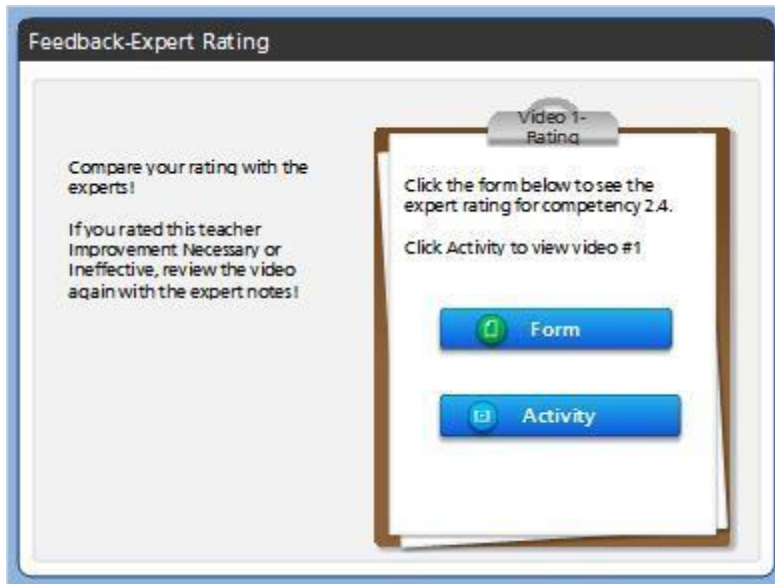 Feedback-Expert Rating
Compare your rating with the
experts!
If you rated this teacher
Improvement Necessary or
Ineffective, review the video
again with the expert notes!
Video 1-
Rating
Click the form below to see the
expert rating for competency 2.4.
Click Activity to view video #1
Form
Activity